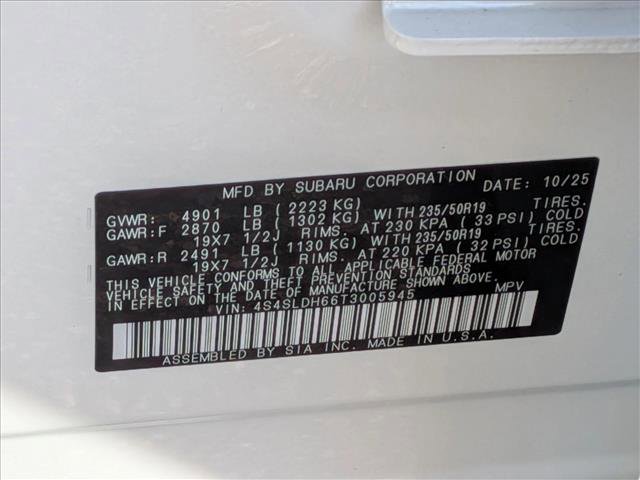 MFD BY SUBARU CORPORATION DATE: 10/25
GVWR: 4901 LB (2223 KG)
GAWR:F 2870 LB (1302 KG) WITH 235/50R19 TIRES.
19X7 1/2J RIMS. AT 230 KPA (33 PSI) COLD
GAWR:R 2491 LB (1130 KG) WITH 235/50R19 TIRES.
19X7 1/2J RIMS. AT 220 KPA (32 PSI) COLD
THIS VEHICLE CONFORMS TO ALL APPLICABLE FEDERAL MOTOR
VEHICLE SAFETY AND THEFT PREVENTION STANDARDS
IN EFFECT ON THE DATE OF MANUFACTURE SHOWN ABOVE.
VIN: 4S4SLDH66T3005945 MPV
ASSEMBLED BY SIA INC. MADE IN U.S.A.